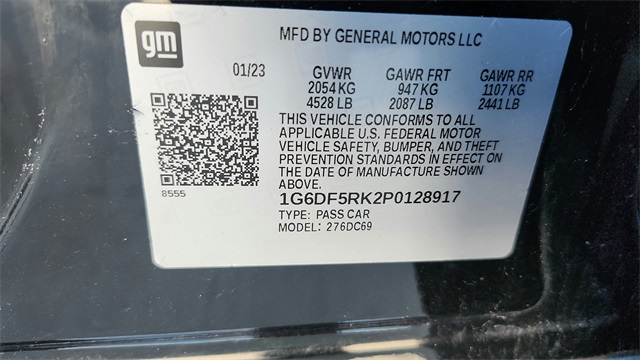 gm
MFD BY GENERAL MOTORS LLC
01/23 GVWR GAWR FRT GAWR RR
2054 KG 947 KG 1107 KG
4528 LB 2087 LB 2441 LB
THIS VEHICLE CONFORMS TO ALL
APPLICABLE U.S. FEDERAL MOTOR
VEHICLE SAFETY, BUMPER, AND THEFT
PREVENTION STANDARDS IN EFFECT ON
THE DATE OF MANUFACTURE SHOWN
ABOVE.
8555
1G6DF5RK2P0128917
TYPE: PASS CAR
MODEL: 276DC69